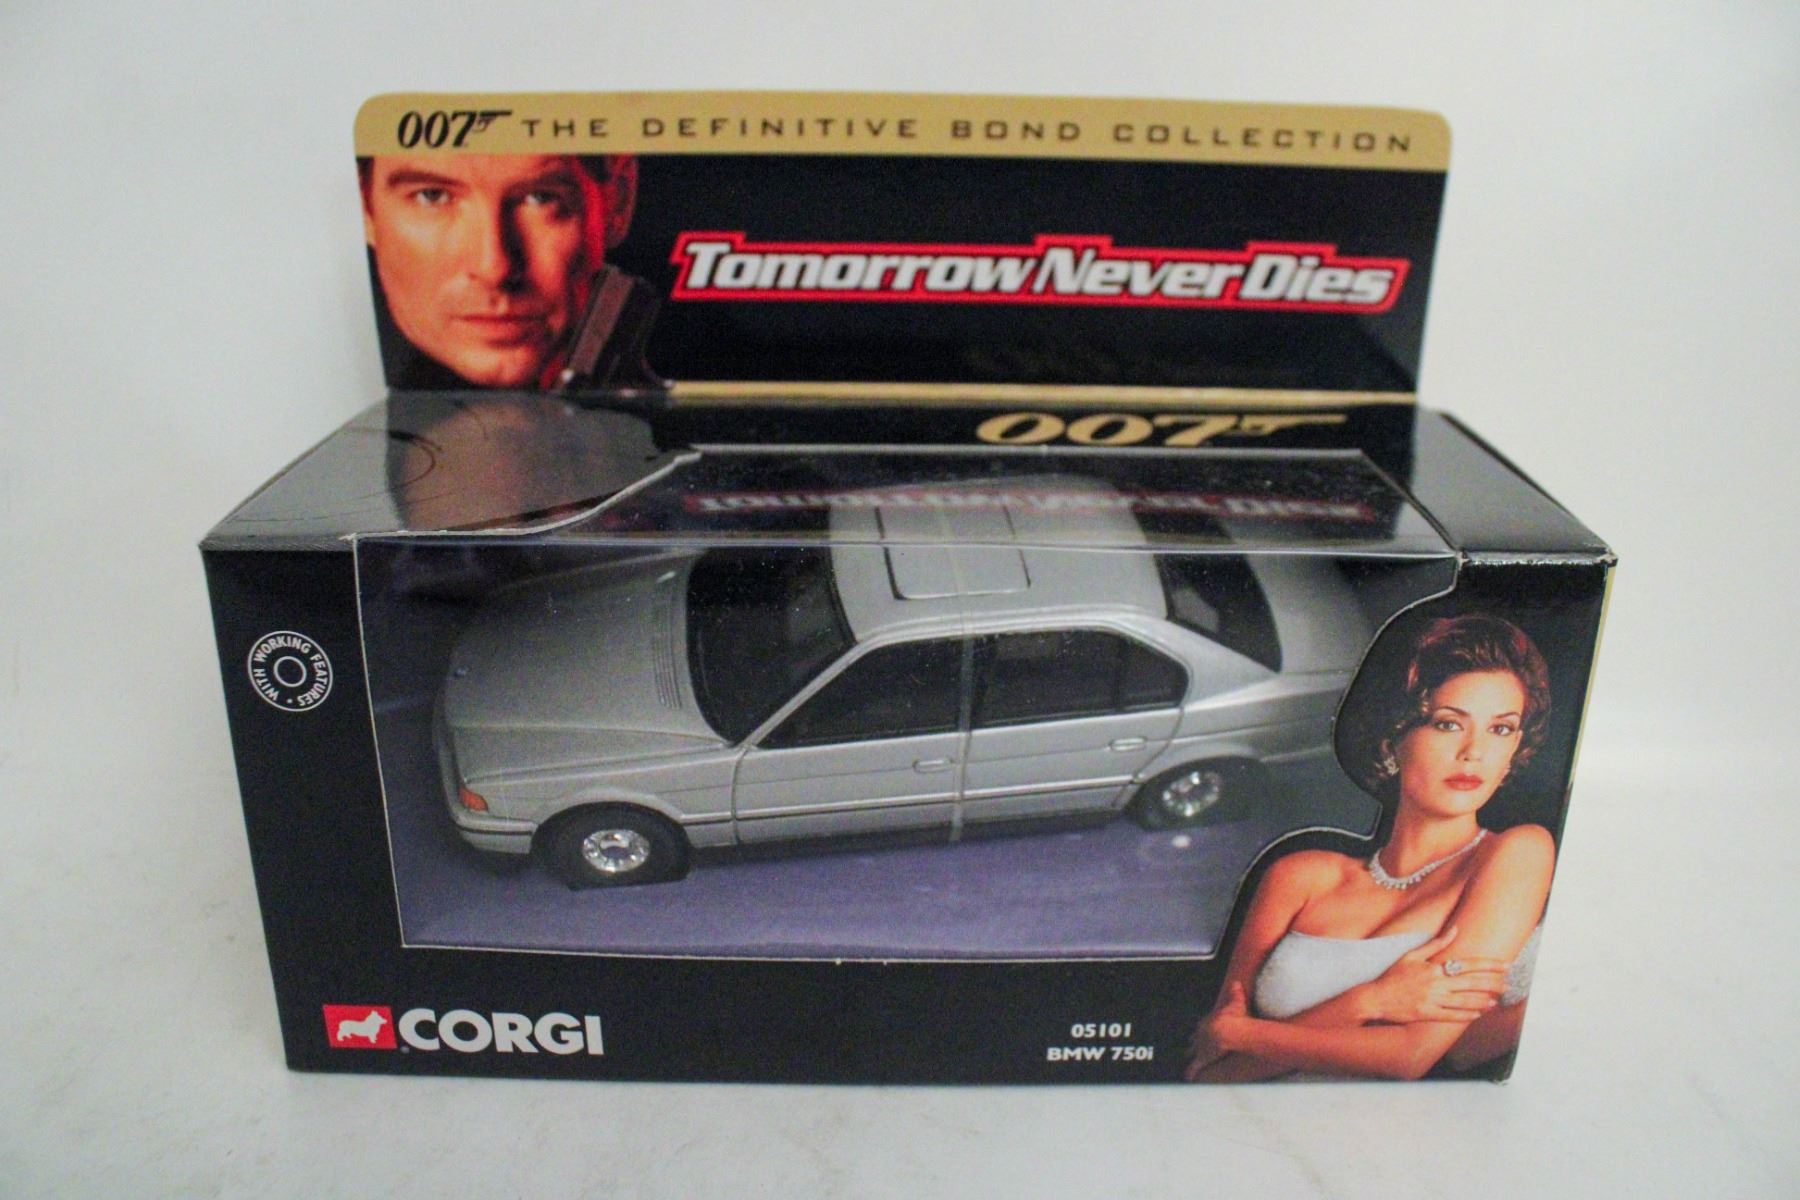 007 THE DEFINITIVE BOND COLLECTION
Tomorrow Never Dies
007
WITH WORKING FEATURES •
CORGI
05101
BMW 750i